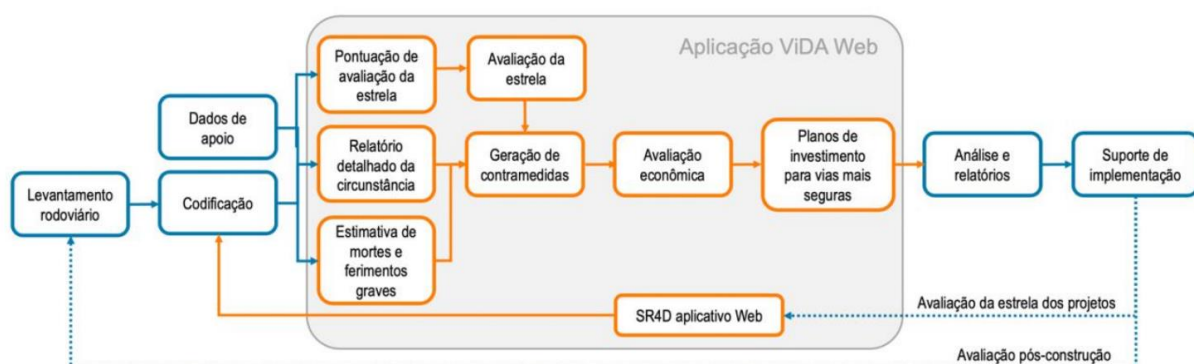 Aplicação ViDA Web
Pontuação de
avaliação da
estrela
Avaliação
da estrela
Dados de
apoio
Relatório
detalhado da
circunstância
Geração de
contramedidas
Avaliação
econômica
Planos de
investimento
para vias mais
seguras
Análise e
relatórios
Suporte de
implementação
Levantamento
rodoviário
Codificação
Estimativa de
mortes e
ferimentos
graves
SR4D aplicativo Web
Avaliação da estrela dos projetos
Avaliação pós-construção